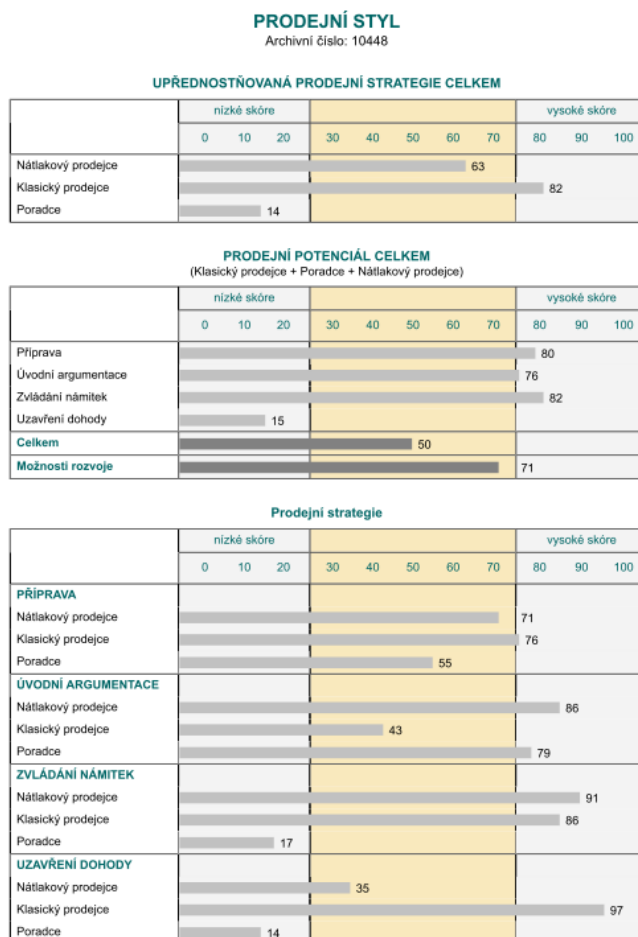 PRODEJNÍ STYL
Archivní číslo: 10448
UPŘEDNOSTŇOVANÁ PRODEJNÍ STRATEGIE CELKEM
nízké skóre vysoké skóre
0 10 20 30 40 50 60 70 80 90 100
Nátlakový prodejce 63
Klasický prodejce 82
Poradce 14
PRODEJNÍ POTENCIÁL CELKEM
(Klasický prodejce + Poradce + Nátlakový prodejce)
nízké skóre vysoké skóre
0 10 20 30 40 50 60 70 80 90 100
Příprava 80
Úvodní argumentace 76
Zvládání námitek 82
Uzavření dohody 15
Celkem 50
Možnosti rozvoje 71
Prodejní strategie
nízké skóre vysoké skóre
0 10 20 30 40 50 60 70 80 90 100
PŘÍPRAVA
Nátlakový prodejce 71
Klasický prodejce 76
Poradce 55
ÚVODNÍ ARGUMENTACE
Nátlakový prodejce 86
Klasický prodejce 43
Poradce 79
ZVLÁDÁNÍ NÁMITEK
Nátlakový prodejce 91
Klasický prodejce 86
Poradce 17
UZAVŘENÍ DOHODY
Nátlakový prodejce 35
Klasický prodejce 97
Poradce 14